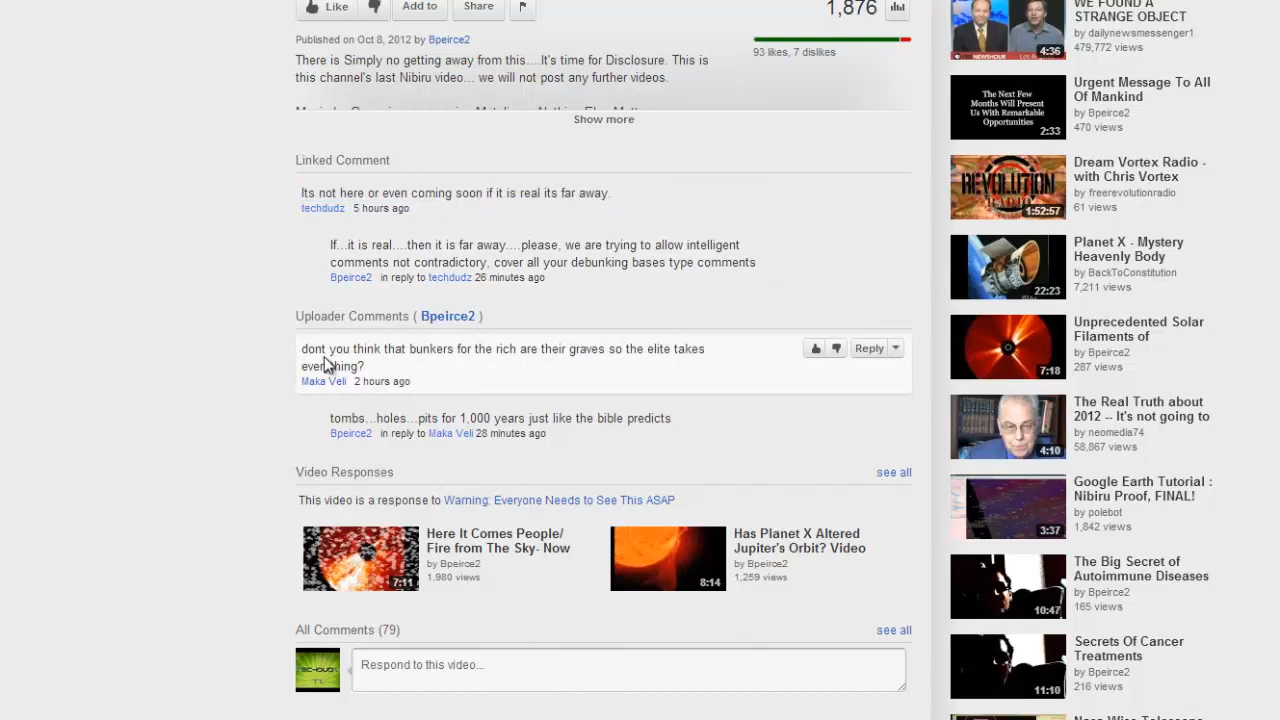 Like
Add to
Share
1,876
Published on Oct 8, 2012 by Bpeirce2
93 likes, 7 dislikes
There is Simply no getting away from this....It's time for Disclosure. This is
this channel's last Nibiru video... we will not post any further videos.
Show more
Linked Comment
Its not near or even coming soon if it is real its far away.
techdudz 5 hours ago
If...it is real....then it is far away....please, we are trying to allow intelligent
comments not contradictory, cover all your debunking bases type comments
Bpeirce2 in reply to techdudz 26 minutes ago
Uploader Comments ( Bpeirce2 )
dont you think that bunkers for the rich are their graves so the elite takes
everything?
Reply
Maka Veli 2 hours ago
tombs...holes...pits for 1,000 years just like the bible predicts
Bpeirce2 in reply to Maka Veli 28 minutes ago
Video Responses
see all
This video is a response to Warning: Everyone Needs to See This ASAP
7:11
Here It Comes People/
Fire from The Sky- Now
by Bpeirce2
1,980 views
8:14
Has Planet X Altered
Jupiter's Orbit? Video
by Bpeirce2
1,259 views
All Comments (79)
see all
Respond to this video...
4:36
WE FOUND A
STRANGE OBJECT
by dailynewsmessenger1
479,772 views
The Next Few
Months Will Present
Us With Remarkable
Opportunities
2:33
Urgent Message To All
Of Mankind
by Bpeirce2
470 views
REVOLUTION
1:52:57
Dream Vortex Radio -
with Chris Vortex
by freerevolutionradio
61 views
22:23
Planet X - Mystery
Heavenly Body
by BackToConstitution
7,211 views
7:18
Unprecedented Solar
Filaments of
by Bpeirce2
287 views
4:10
The Real Truth about
2012 -- It's not going to
by neomedia74
58,867 views
3:37
Google Earth Tutorial :
Nibiru Proof, FINAL!
by polebot
1,842 views
10:47
The Big Secret of
Autoimmune Diseases
by Bpeirce2
165 views
11:10
Secrets Of Cancer
Treatments
by Bpeirce2
216 views